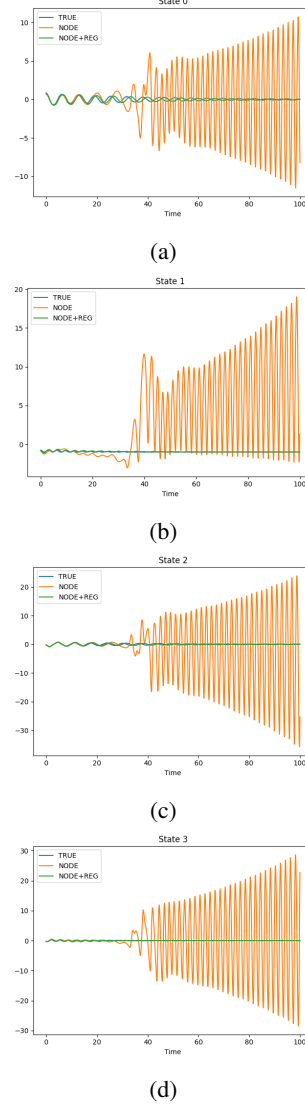 State 0
TRUE
NODE
NODE+REG
10
5
0
−5
−10
0 20 40 60 80 100
Time
(a)
State 1
TRUE
NODE
NODE+REG
20
15
10
5
0
0 20 40 60 80 100
Time
(b)
State 2
TRUE
NODE
NODE+REG
20
10
0
−10
−20
−30
0 20 40 60 80 100
Time
(c)
State 3
TRUE
NODE
NODE+REG
30
20
10
0
−10
−20
−30
0 20 40 60 80 100
Time
(d)